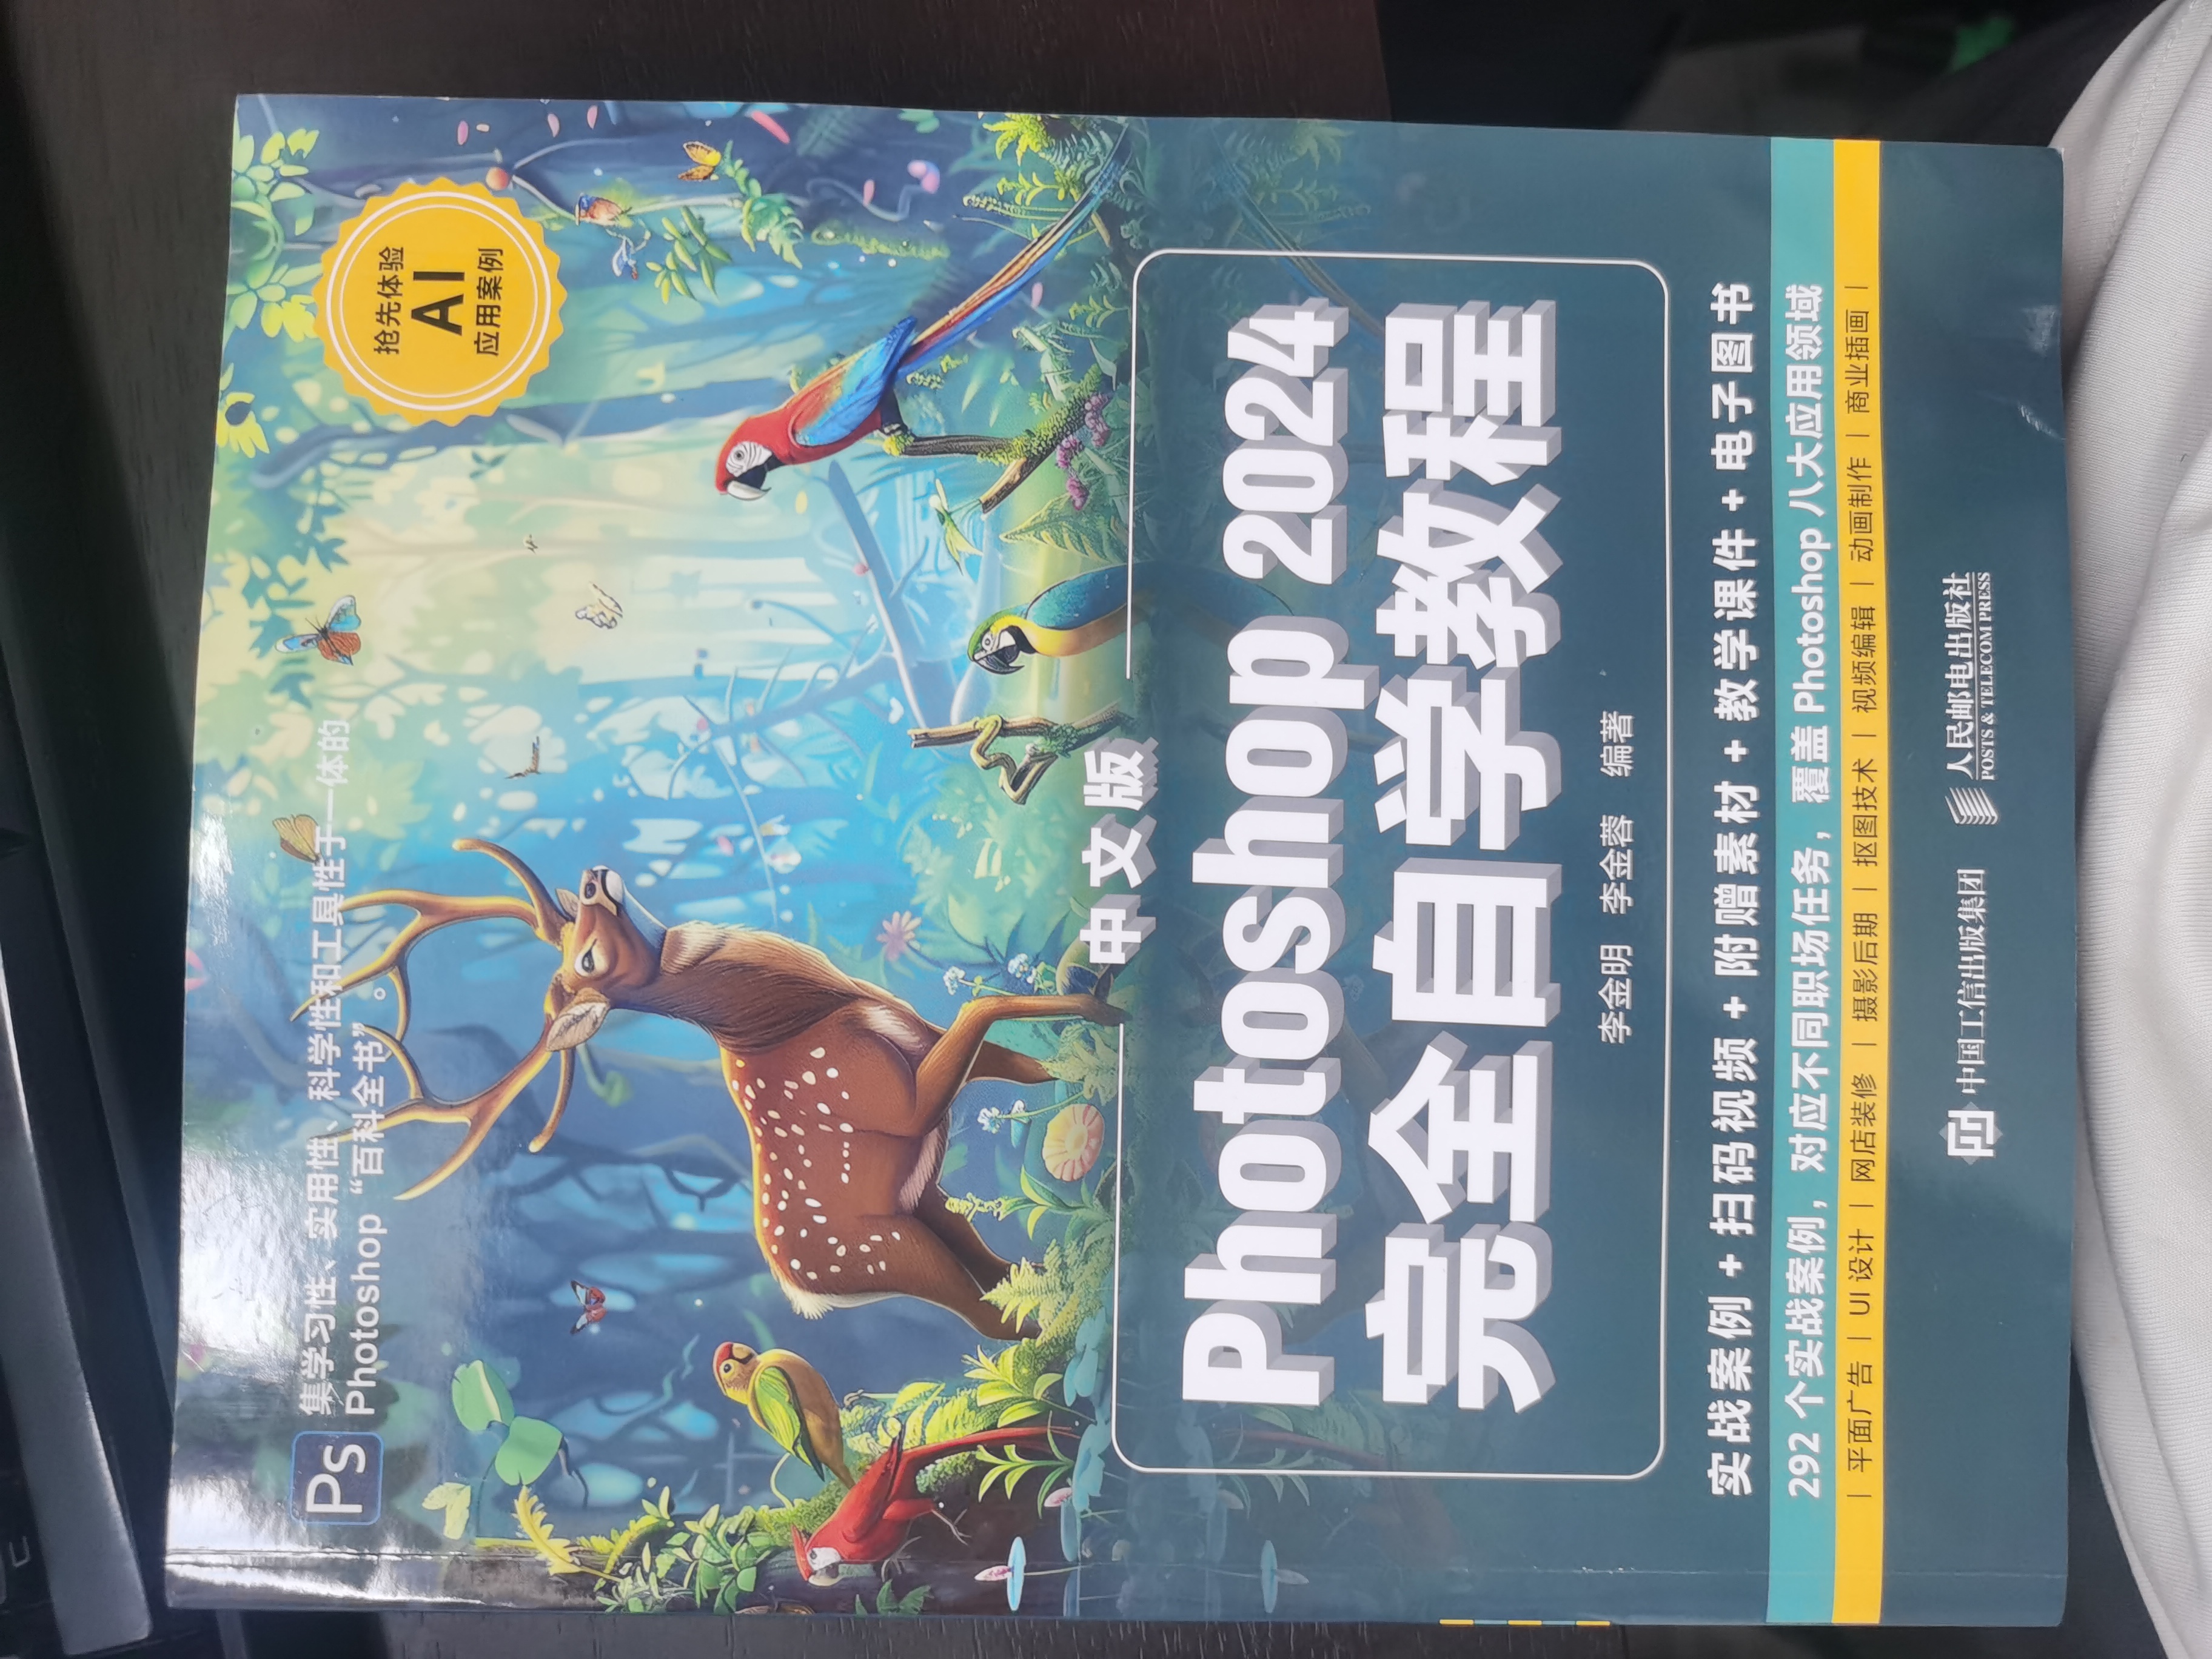 Ps
集学习性、实用性、科学性和工具性于一体的
Photoshop“百科全书”。
抢先体验
AI
应用案例
中文版
Photoshop 2024
完全自学教程
李金明 李金蓉 编著
实战案例 + 扫码视频 + 附赠素材 + 教学课件 + 电子图书
292 个实战案例，对应不同职场任务，覆盖 Photoshop 八大应用领域
| 平面广告 | UI 设计 | 网店装修 | 摄影后期 | 抠图技术 | 视频编辑 | 动画制作 | 商业插画 |
中国工信出版集团
人民邮电出版社
POSTS & TELECOM PRESS